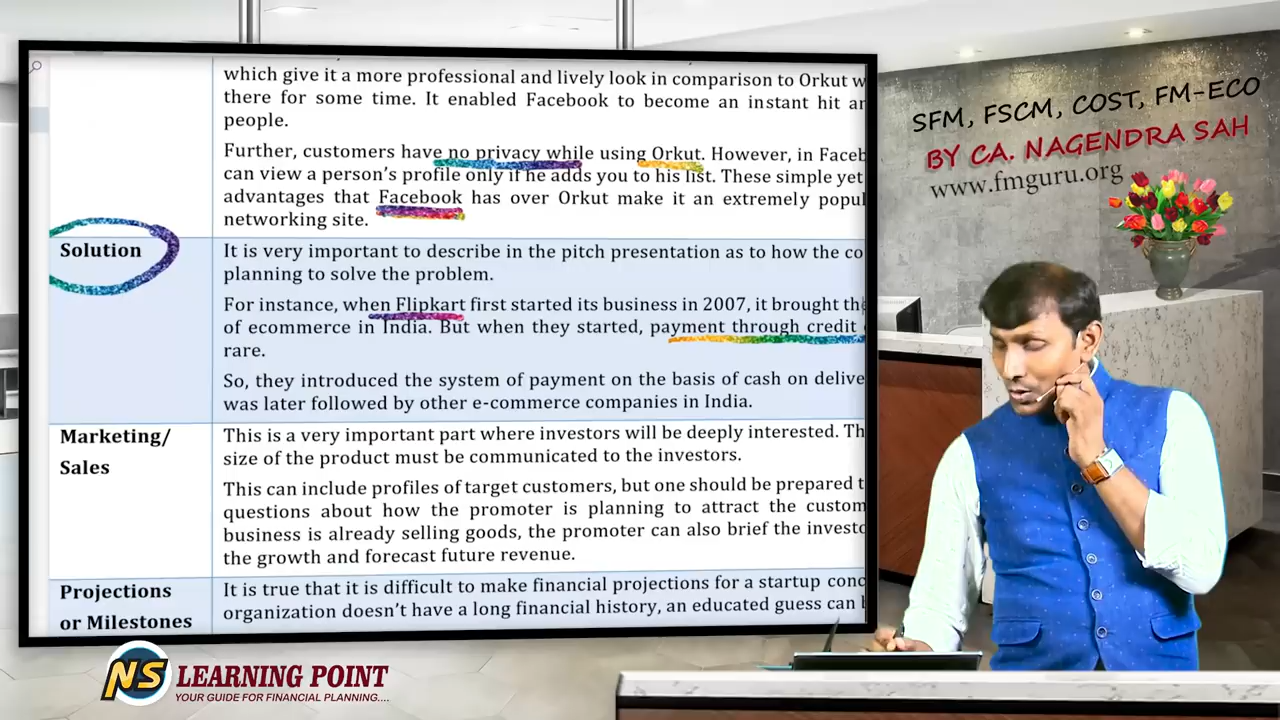 which give it a more professional and lively look in comparison to Orkut w
there for some time. It enabled Facebook to become an instant hit ar
people.
Further, customers have no privacy while using Orkut. However, in Faceb
can view a person's profile only if he adds you to his list. These simple yet
advantages that Facebook has over Orkut make it an extremely popul
networking site.
Solution
It is very important to describe in the pitch presentation as to how the co
planning to solve the problem.
For instance, when Flipkart first started its business in 2007, it brought the
of ecommerce in India. But when they started, payment through credit
rare.
So, they introduced the system of payment on the basis of cash on delive
was later followed by other e-commerce companies in India.
Marketing/
Sales
This is a very important part where investors will be deeply interested. Th
size of the product must be communicated to the investors.
This can include profiles of target customers, but one should be prepared t
questions about how the promoter is planning to attract the custom
business is already selling goods, the promoter can also brief the investo
the growth and forecast future revenue.
Projections
or Milestones
It is true that it is difficult to make financial projections for a startup conc
organization doesn't have a long financial history, an educated guess can b
SFM, FSCM, COST, FM-ECO
BY CA. NAGENDRA SAH
www.fmguru.org
NS LEARNING POINT
YOUR GUIDE FOR FINANCIAL PLANNING....